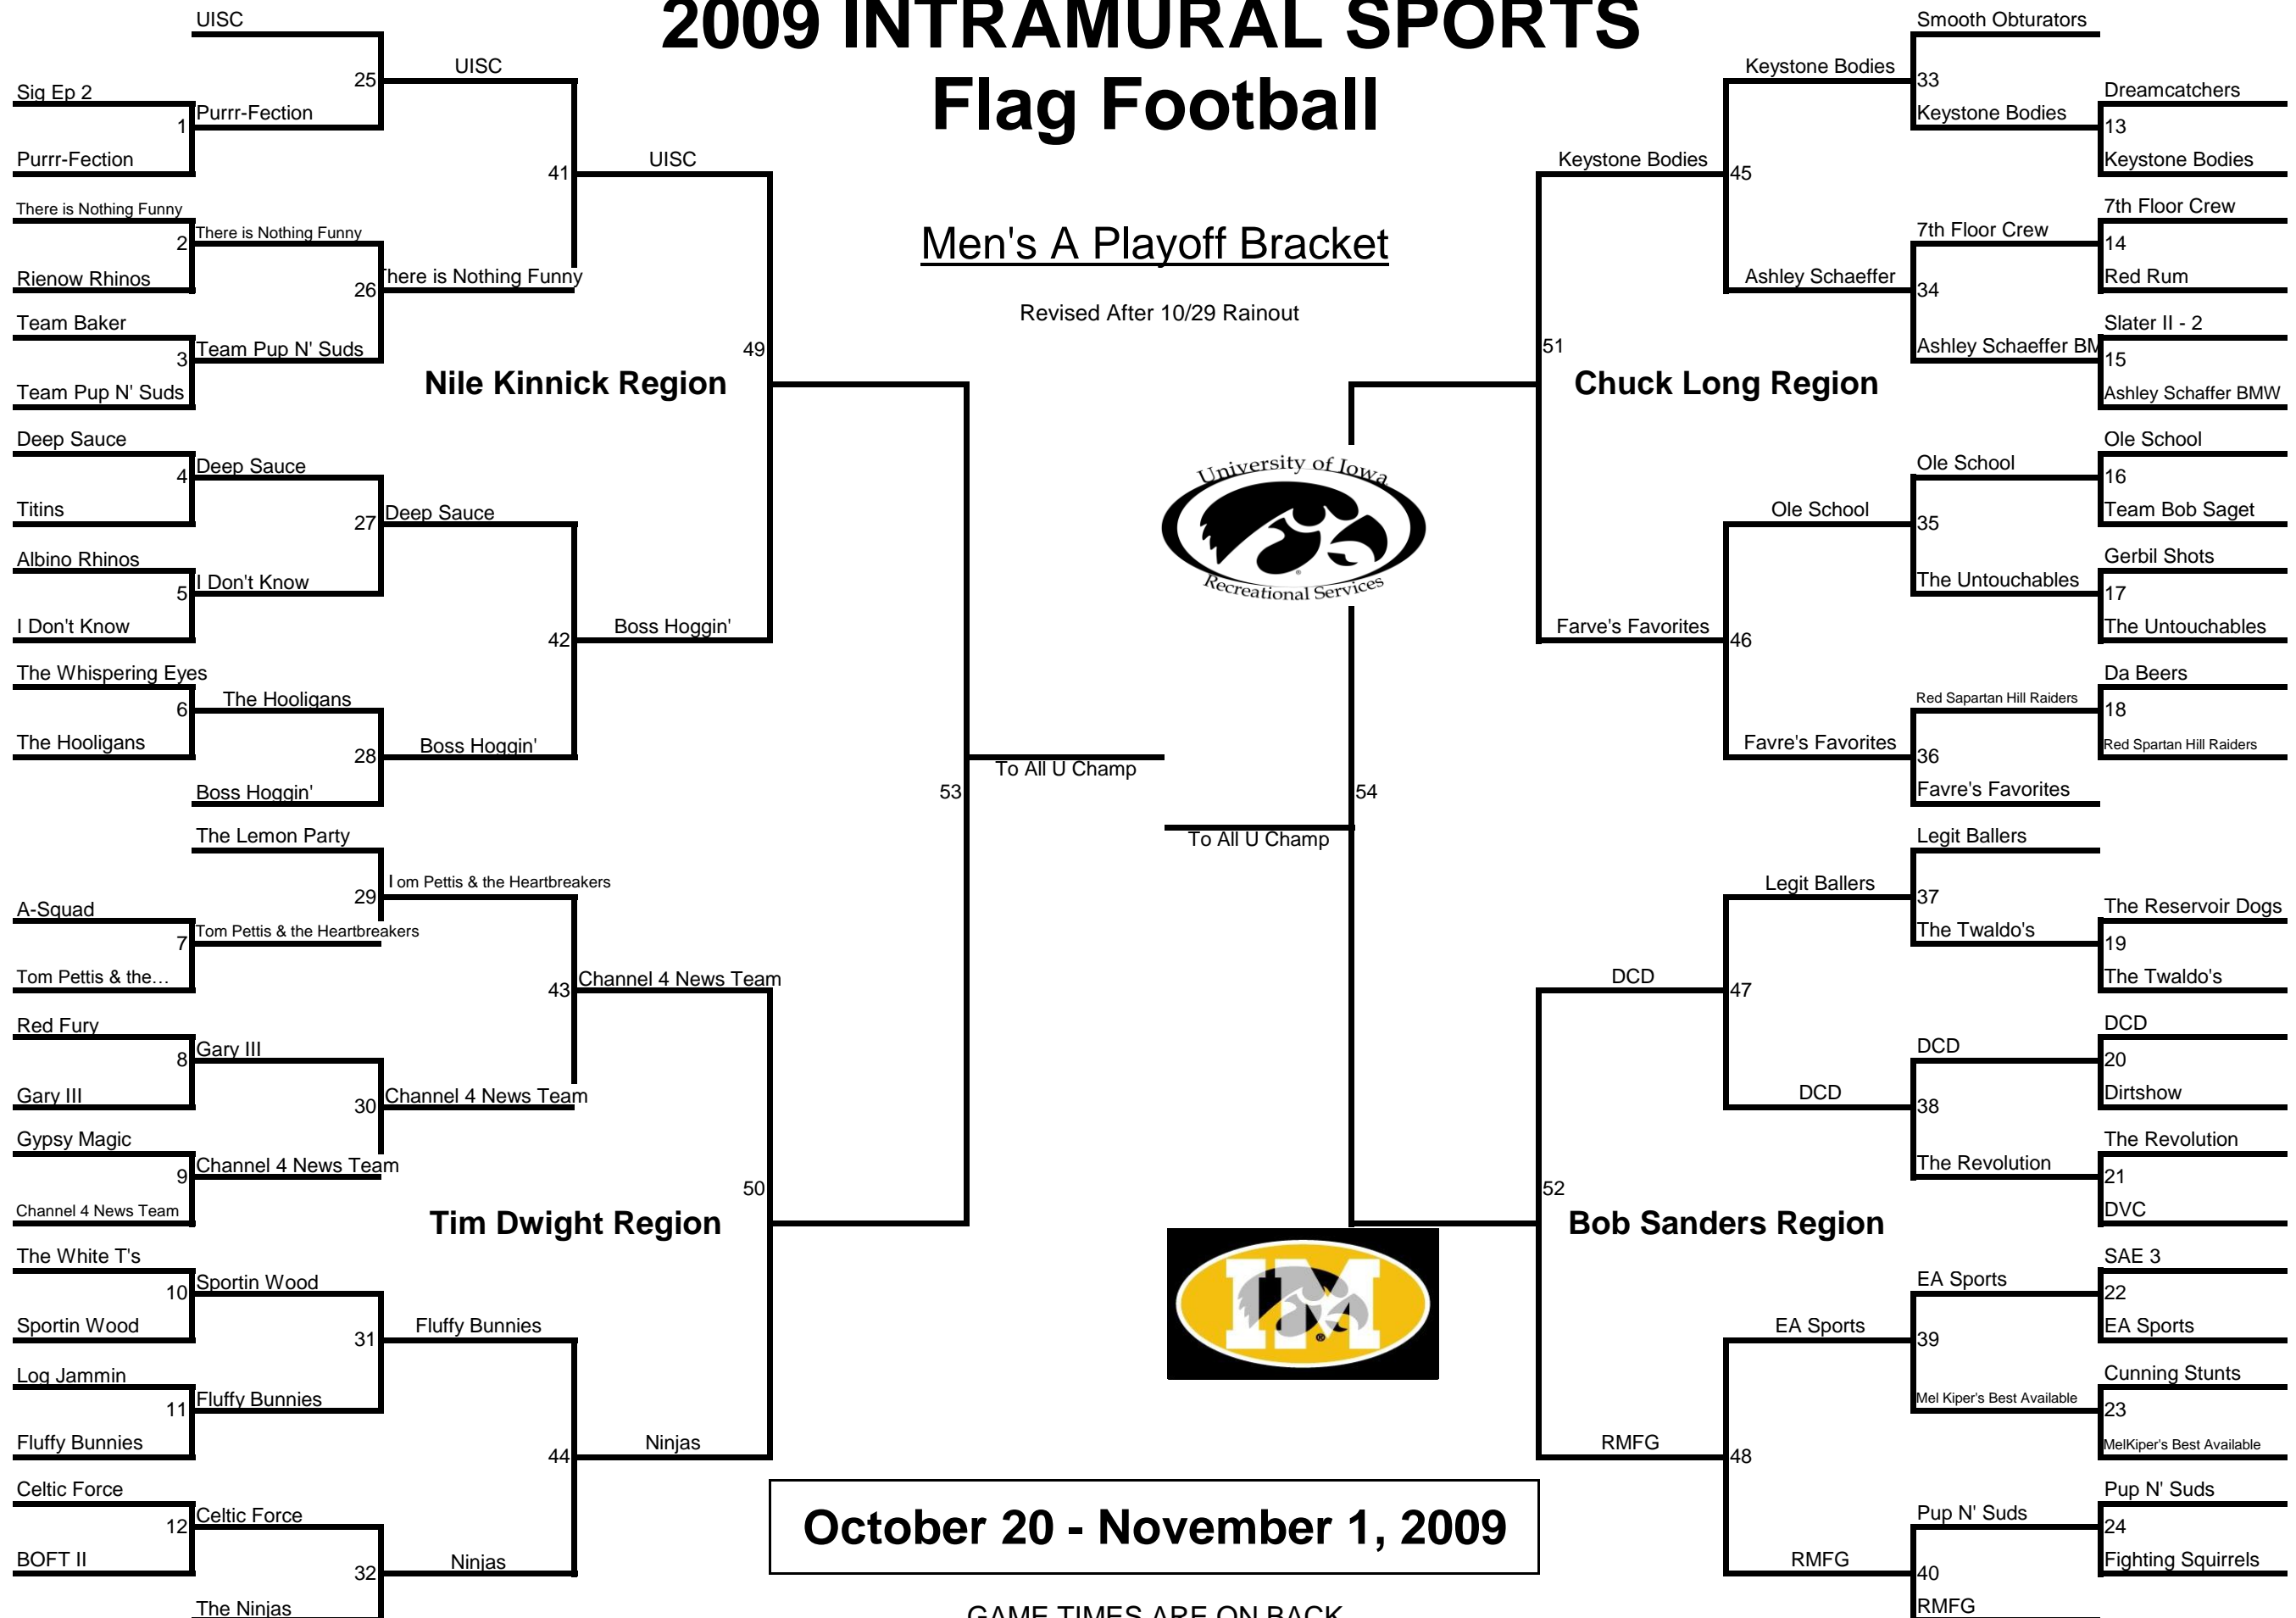 2009 INTRAMURAL SPORTS
Flag Football
Men's A Playoff Bracket
Revised After 10/29 Rainout
UISC
Sig Ep 2
25
UISC
1
Purrr-Fection
Purrr-Fection
41
UISC
There is Nothing Funny
2
There is Nothing Funny
Rienow Rhinos
26
There is Nothing Funny
Team Baker
3
Team Pup N' Suds
Team Pup N' Suds
49
Nile Kinnick Region
Deep Sauce
4
Deep Sauce
Titins
27
Deep Sauce
Albino Rhinos
5
I Don't Know
I Don't Know
42
Boss Hoggin'
The Whispering Eyes
6
The Hooligans
The Hooligans
28
Boss Hoggin'
Boss Hoggin'
53
To All U Champ
The Lemon Party
29
Tom Pettis & the Heartbreakers
A-Squad
7
Tom Pettis & the Heartbreakers
Tom Pettis & the...
43
Channel 4 News Team
Red Fury
8
Gary III
Gary III
30
Channel 4 News Team
Gypsy Magic
9
Channel 4 News Team
Channel 4 News Team
50
Tim Dwight Region
The White T's
10
Sportin Wood
Sportin Wood
31
Fluffy Bunnies
Log Jammin
11
Fluffy Bunnies
Fluffy Bunnies
44
Ninjas
Celtic Force
12
Celtic Force
BOFT II
32
Ninjas
The Ninjas
Smooth Obturators
Keystone Bodies
33
Dreamcatchers
Keystone Bodies
13
Keystone Bodies
Keystone Bodies
45
7th Floor Crew
7th Floor Crew
14
Red Rum
Ashley Schaeffer
34
Slater II - 2
Ashley Schaeffer BM
15
Ashley Schaffer BMW
51
Chuck Long Region
Ole School
Ole School
16
Team Bob Saget
Ole School
35
Gerbil Shots
The Untouchables
17
The Untouchables
Farve's Favorites
46
Da Beers
Red Sapartan Hill Raiders
18
Red Spartan Hill Raiders
Favre's Favorites
36
Favre's Favorites
54
To All U Champ
Legit Ballers
Legit Ballers
37
The Reservoir Dogs
The Twaldo's
19
The Twaldo's
DCD
47
DCD
DCD
20
Dirtshow
DCD
38
The Revolution
The Revolution
21
DVC
52
Bob Sanders Region
SAE 3
EA Sports
22
EA Sports
EA Sports
39
Cunning Stunts
Mel Kiper's Best Available
23
MelKiper's Best Available
RMFG
48
Pup N' Suds
Pup N' Suds
24
Fighting Squirrels
RMFG
40
RMFG
University of Iowa
Recreational Services
IM
October 20 - November 1, 2009
GAME TIMES ARE ON BACK